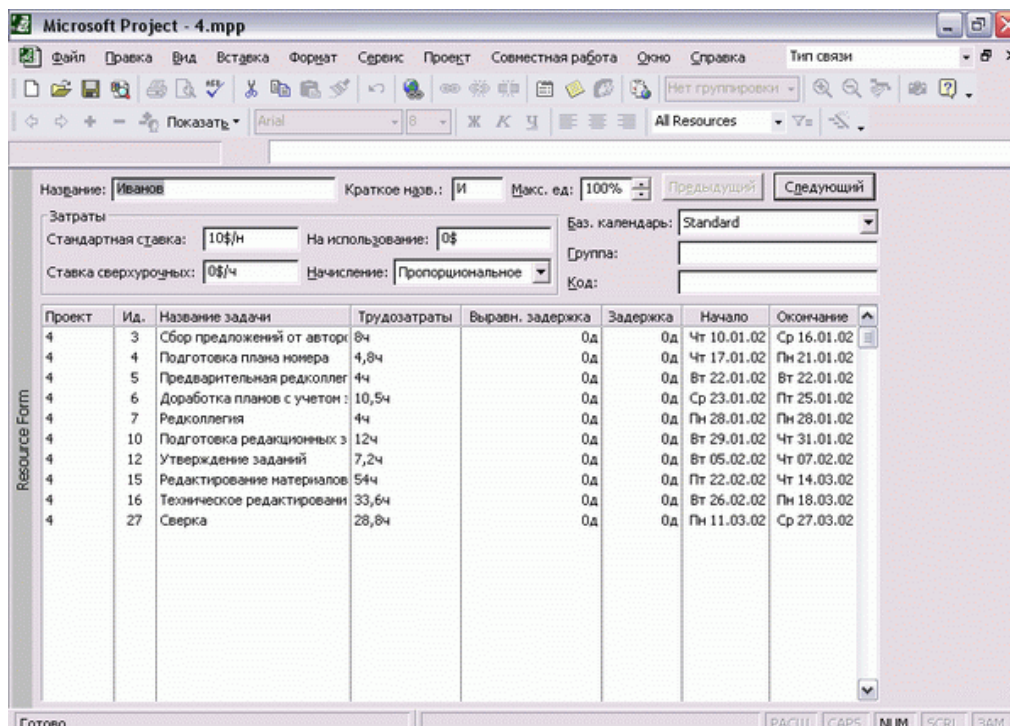 Microsoft Project - 4.mpp
Файл Правка Вид Вставка Формат Сервис Проект Совместная работа Окно Справка Тип связи
Нет группировки
Показать Arial 8 Ж К Ч All Resources
Название: Иванов Краткое назв.: И Макс. ед: 100% Предыдущий Следующий
Затраты
Стандартная ставка: 10$/н На использование: 0$ Баз. календарь: Standard
Группа:
Ставка сверхурочных: 0$/ч Начисление: Пропорциональное Код:
Проект Ид. Название задачи Трудозатраты Выравн. задержка Задержка Начало Окончание
4 3 Сбор предложений от авторо 8ч 0д 0д Чт 10.01.02 Ср 16.01.02
4 4 Подготовка плана номера 4,8ч 0д 0д Чт 17.01.02 Пн 21.01.02
4 5 Предварительная редколлег 4ч 0д 0д Вт 22.01.02 Вт 22.01.02
4 6 Доработка планов с учетом з 10,5ч 0д 0д Ср 23.01.02 Пт 25.01.02
4 7 Редколлегия 4ч 0д 0д Пн 28.01.02 Пн 28.01.02
4 10 Подготовка редакционных з 12ч 0д 0д Вт 29.01.02 Чт 31.01.02
4 12 Утверждение заданий 7,2ч 0д 0д Вт 05.02.02 Чт 07.02.02
4 15 Редактирование материалов 54ч 0д 0д Пт 22.02.02 Чт 14.03.02
4 16 Техническое редактировани 33,6ч 0д 0д Вт 26.02.02 Пн 18.03.02
4 27 Сверка 28,8ч 0д 0д Пн 11.03.02 Ср 27.03.02
Resource Form
Готово РАСШ CAPS NUM SCRL ЗАМ